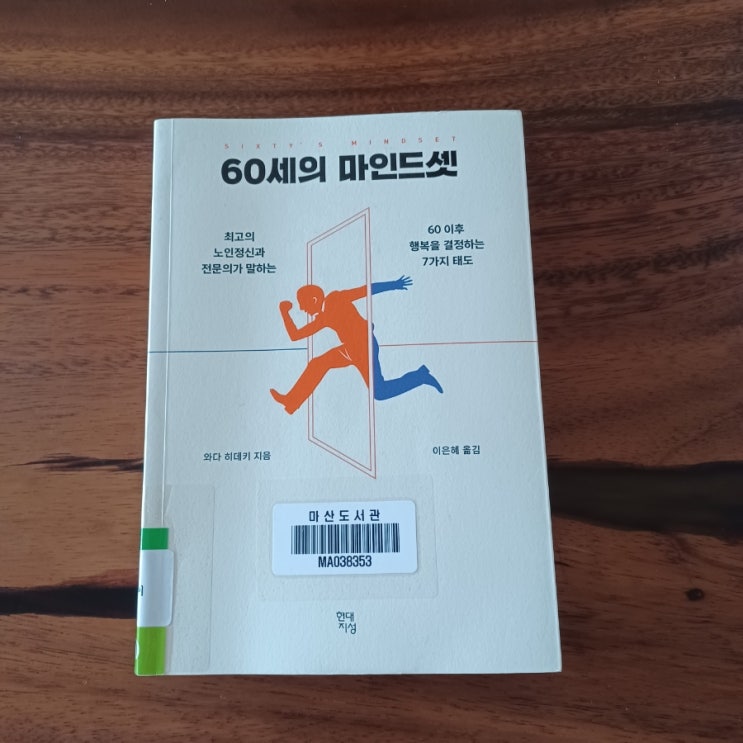 SIXTY'S MINDSET
60세의 마인드셋
최고의
노인정신과
전문의가 말하는
60 이후
행복을 결정하는
7가지 태도
와다 히데키 지음
이은혜 옮김
마산도서관
MA038353
현대
지성